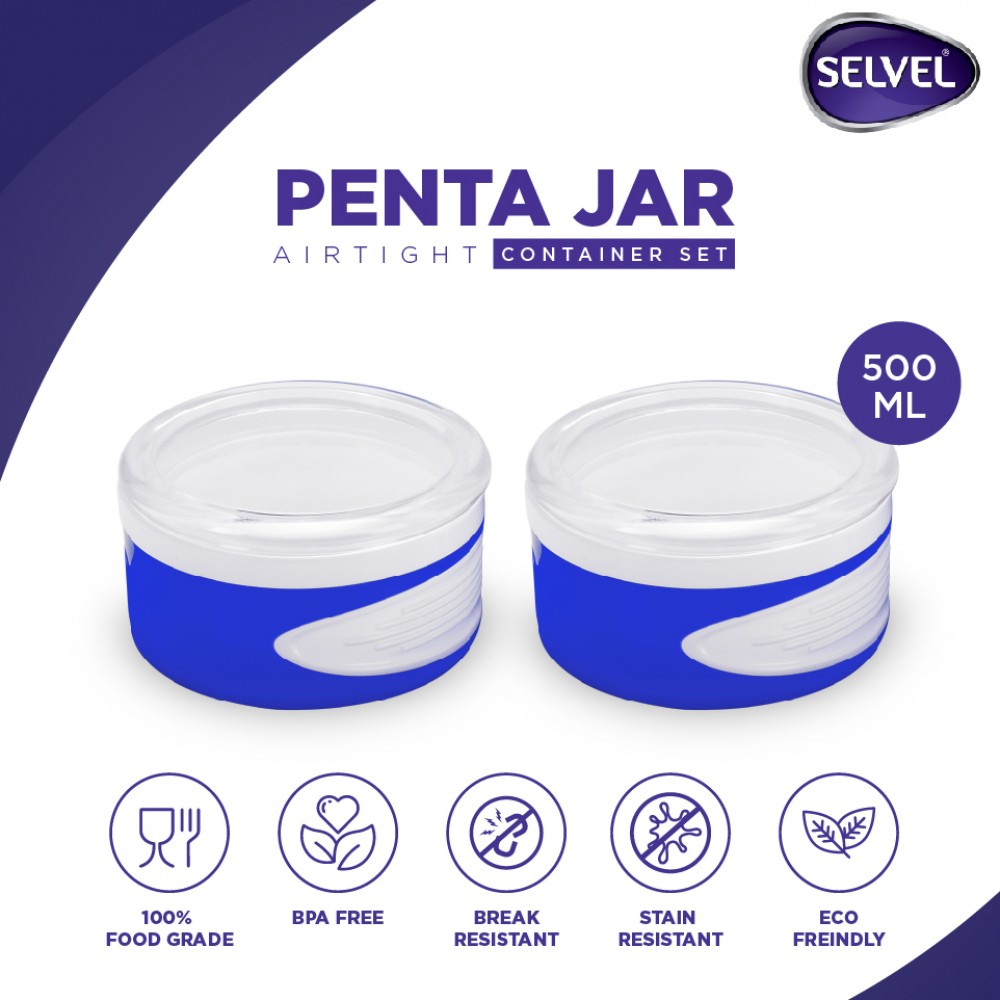 SELVEL®
PENTA JAR
AIRTIGHT CONTAINER SET
500
ML
100%
FOOD GRADE
BPA FREE
BREAK
RESISTANT
STAIN
RESISTANT
ECO
FREINDLY